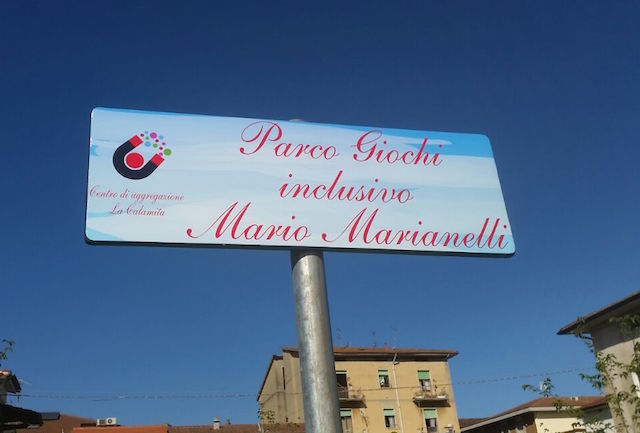 Parco Giochi
inclusivo
Mario Marianelli
Centro di aggregazione
La Calamita